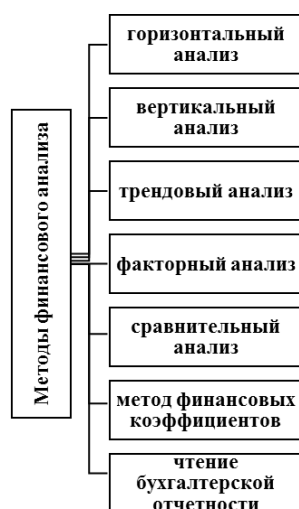 Методы финансового анализа
горизонтальный
анализ
вертикальный
анализ
трендовый анализ
факторный анализ
сравнительный
анализ
метод финансовых
коэффициентов
чтение
бухгалтерской
отчетности